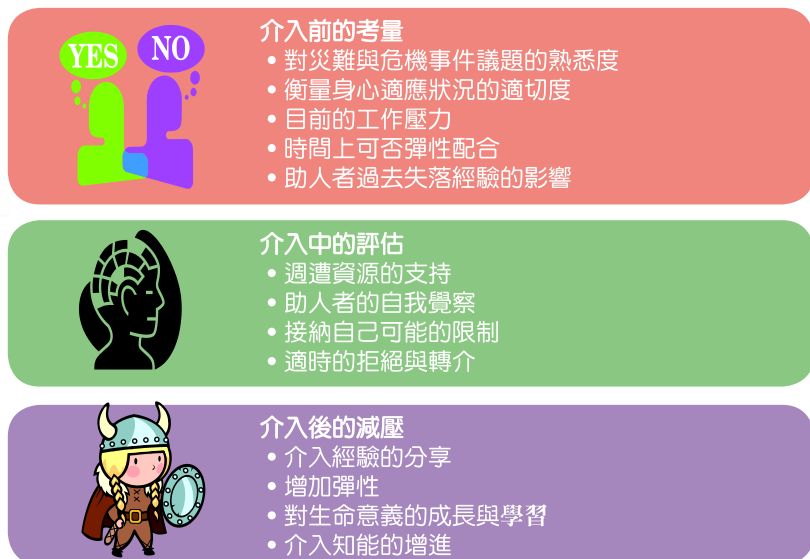 YES
NO
介入前的考量
• 對災難與危機事件議題的熟悉度
• 衡量身心適應狀況的適切度
• 目前的工作壓力
• 時間上可否彈性配合
• 助人者過去失落經驗的影響
介入中的評估
• 週遭資源的支持
• 助人者的自我覺察
• 接納自己可能的限制
• 適時的拒絕與轉介
介入後的減壓
• 介入經驗的分享
• 增加彈性
• 對生命意義的成長與學習
• 介入知能的增進